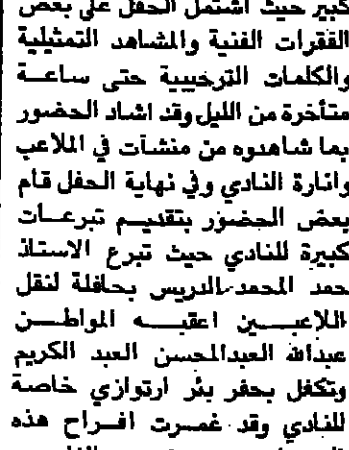 كبير حيث اشتمل الحفل على بعض
الفقرات الفنية والمشاهد التمثيلية
والكلمات الترحيبية حتى ساعة
متأخرة من الليل وقد اشاد الحضور
بما شاهدوه من منشآت في الملاعب
وانارة النادي وفي نهاية الحفل قام
بعض الحضور بتقديم تبرعات
كبيرة للنادي حيث تبرع الاستاذ
حمد المحمد الدريس بحافلة لنقل
اللاعبين اعقبه المواطن
عبدالله العبدالمحسن العبد الكريم
وتكفل بحفر بئر ارتوازي خاصة
للنادي وقد غمرت افراح هذه